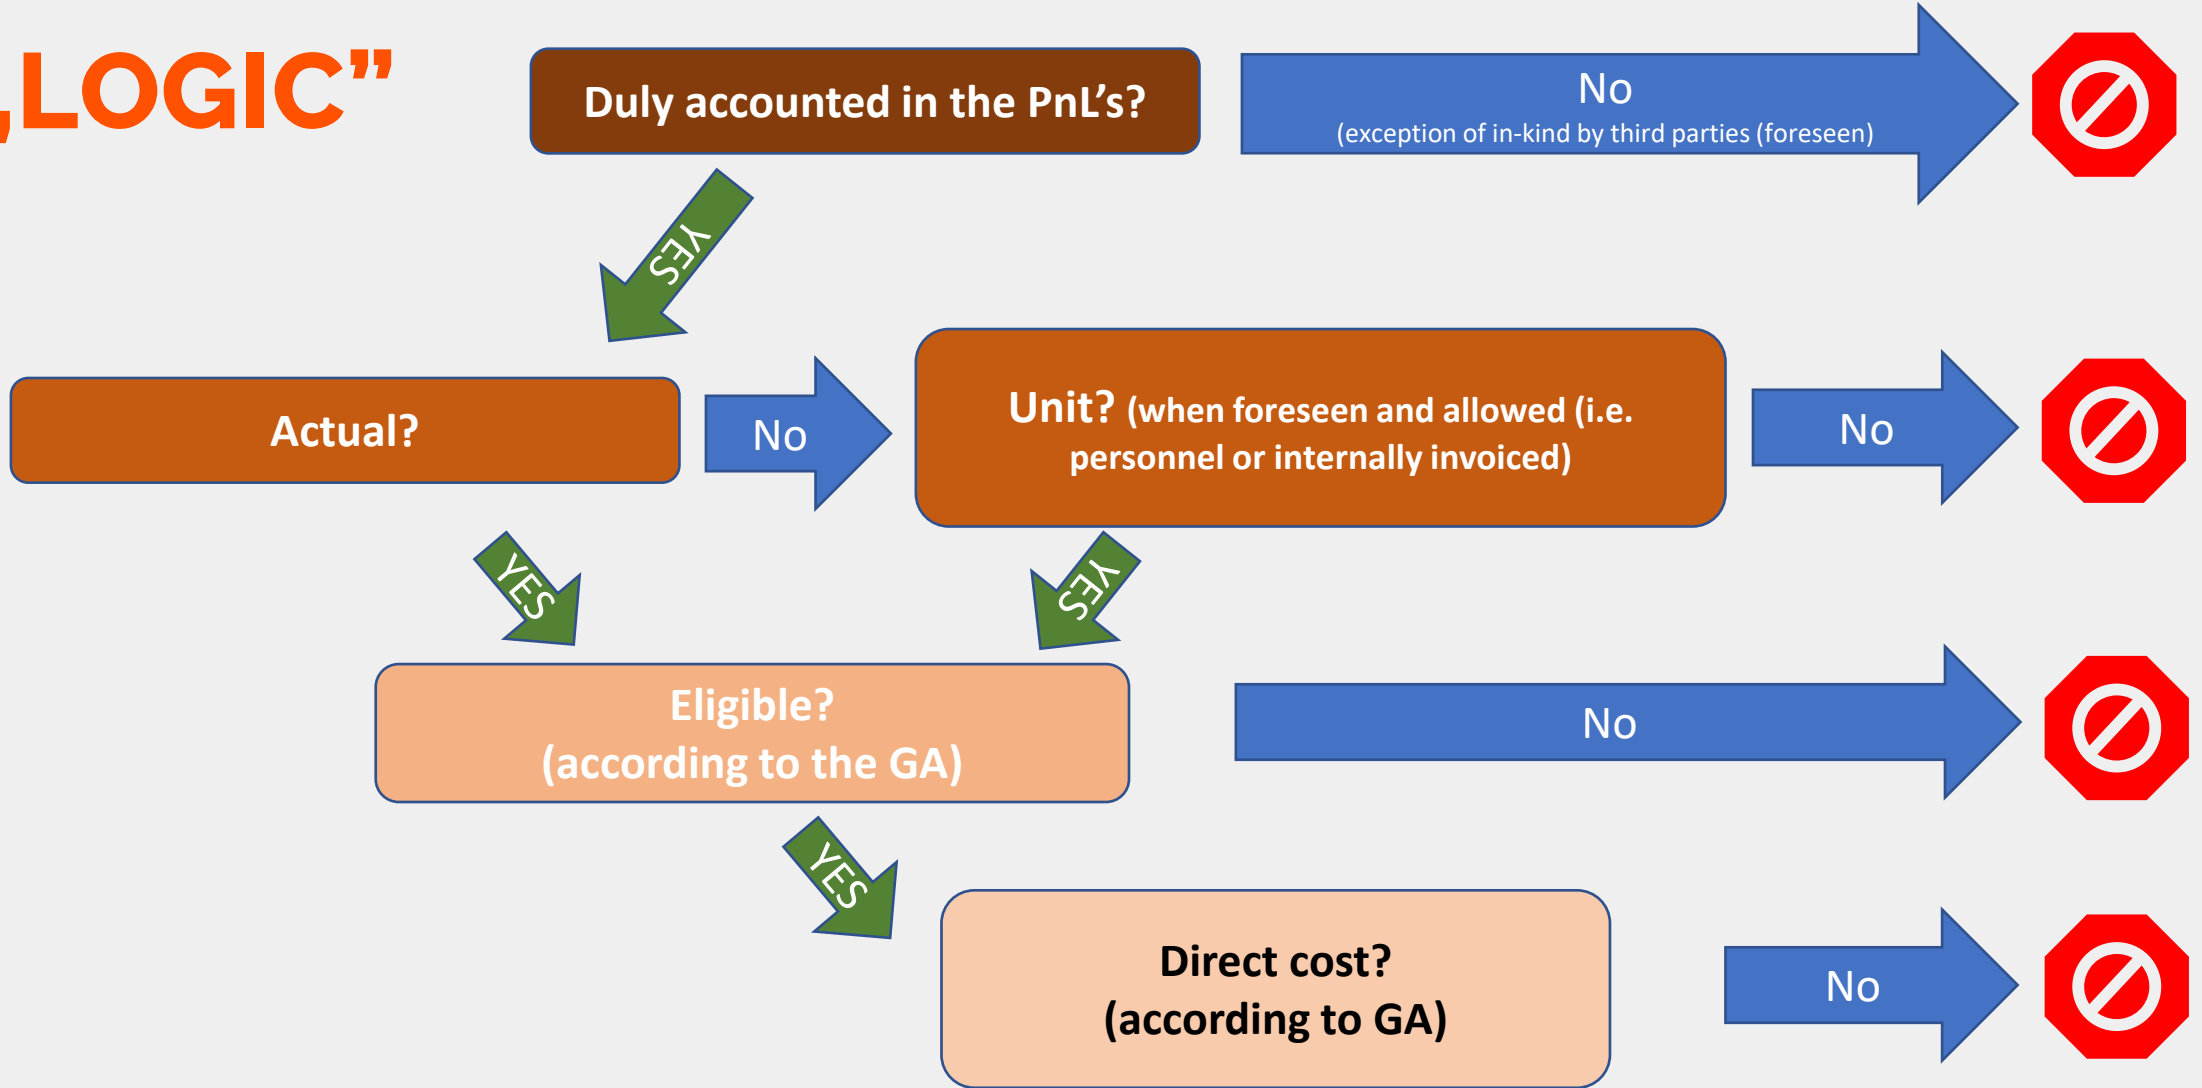 „LOGIC”
Duly accounted in the PnL’s?
No
(exception of in-kind by third parties (foreseen)
YES
Actual?
No
Unit? (when foreseen and allowed (i.e.
personnel or internally invoiced)
No
YES
YES
Eligible?
(according to the GA)
No
YES
Direct cost?
(according to GA)
No